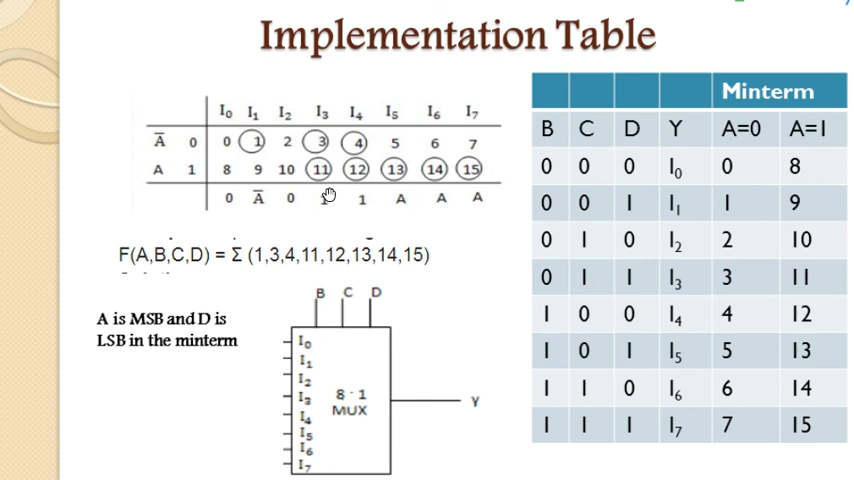 Implementation Table
I0 I1 I2 I3 I4 I5 I6 I7
A̅ 0 0 1 2 3 4 5 6 7
A 1 8 9 10 11 12 13 14 15
0 A̅ 0 1 1 A A A
F(A,B,C,D) = Σ (1,3,4,11,12,13,14,15)
A is MSB and D is
LSB in the minterm
B C D
I0
I1
I2
I3
I4
I5
I6
I7
8:1
MUX
Y
Minterm
B C D Y A=0 A=1
0 0 0 I0 0 8
0 0 1 I1 1 9
0 1 0 I2 2 10
0 1 1 I3 3 11
1 0 0 I4 4 12
1 0 1 I5 5 13
1 1 0 I6 6 14
1 1 1 I7 7 15